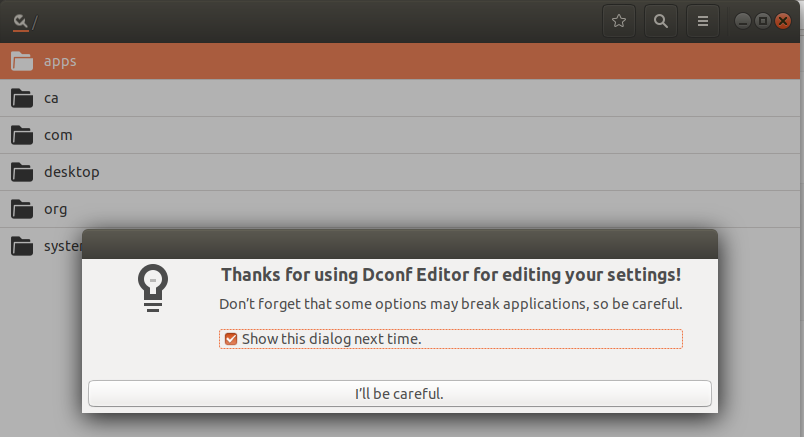 /
apps
ca
com
desktop
org
system
Thanks for using Dconf Editor for editing your settings!
Don’t forget that some options may break applications, so be careful.
Show this dialog next time.
I’ll be careful.